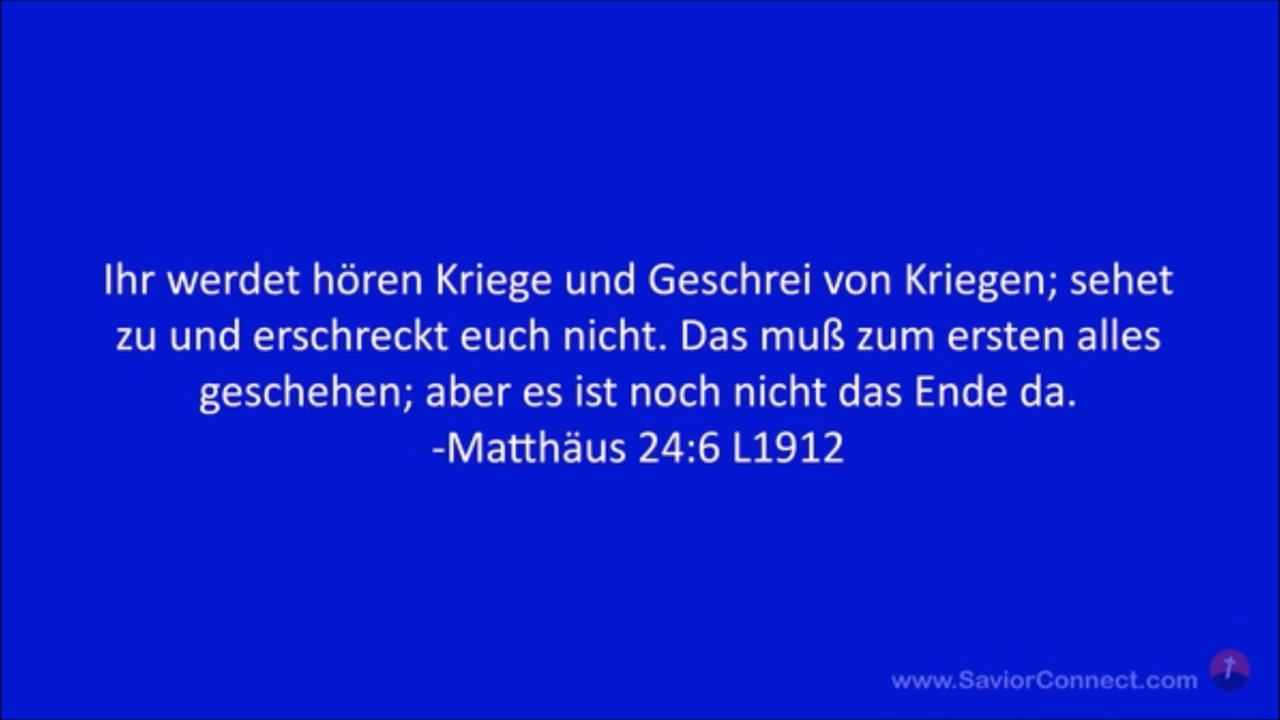 Ihr werdet hören Kriege und Geschrei von Kriegen; sehet
zu und erschreckt euch nicht. Das muß zum ersten alles
geschehen; aber es ist noch nicht das Ende da.
-Matthäus 24:6 L1912
www.SaviorConnect.com